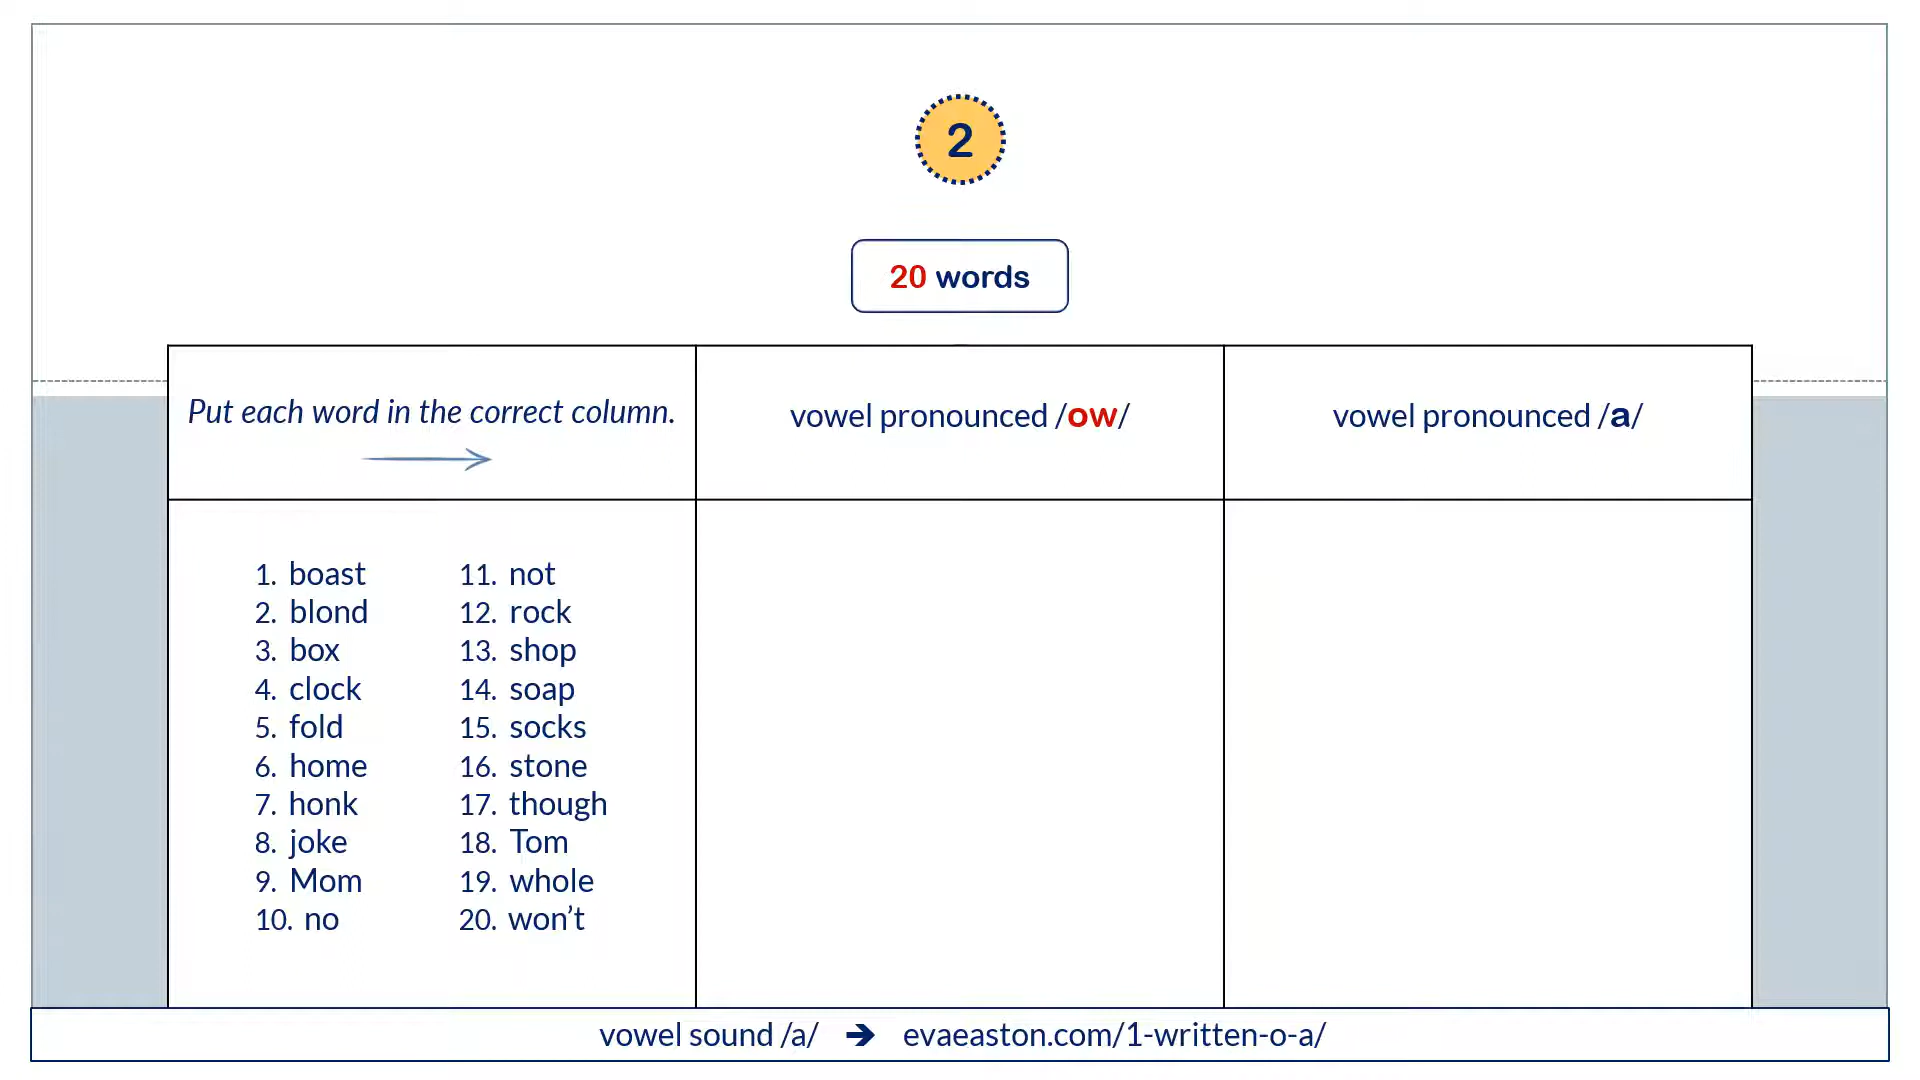 2
20 words
Put each word in the correct column.
vowel pronounced /ow/
vowel pronounced /a/
1. boast
2. blond
3. box
4. clock
5. fold
6. home
7. honk
8. joke
9. Mom
10. no
11. not
12. rock
13. shop
14. soap
15. socks
16. stone
17. though
18. Tom
19. whole
20. won’t
vowel sound /a/ ➔ evaeaston.com/1-written-o-a/